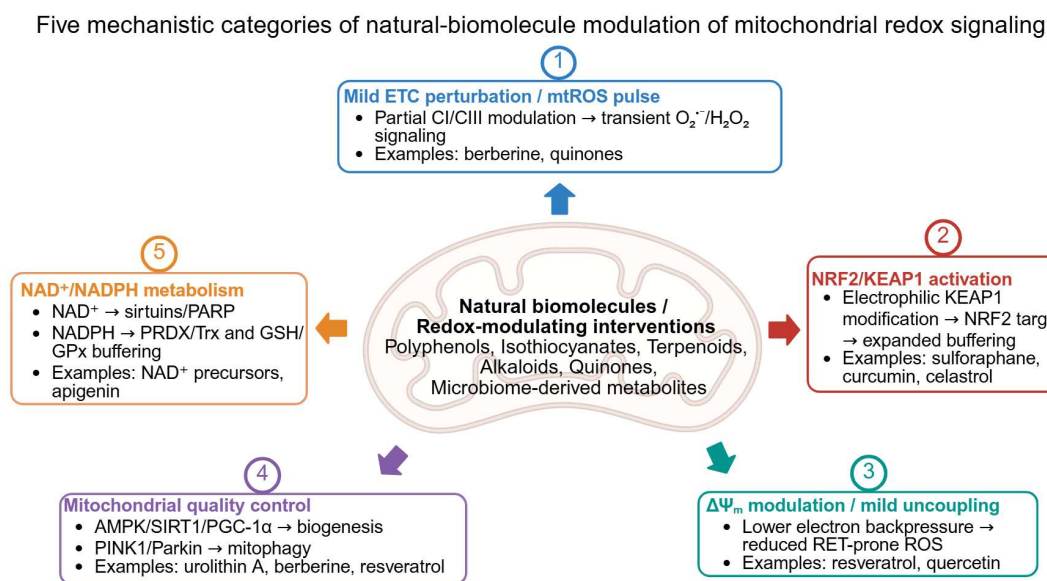 Five mechanistic categories of natural-biomolecule modulation of mitochondrial redox signaling
1
Mild ETC perturbation / mtROS pulse
• Partial CI/CIII modulation → transient O₂˙⁻/H₂O₂
signaling
• Examples: berberine, quinones
2
NRF2/KEAP1 activation
• Electrophilic KEAP1
modification → NRF2 targ
→ expanded buffering
• Examples: sulforaphane,
curcumin, celastrol
3
ΔΨₘ modulation / mild uncoupling
• Lower electron backpressure →
reduced RET-prone ROS
• Examples: resveratrol, quercetin
4
Mitochondrial quality control
• AMPK/SIRT1/PGC-1α → biogenesis
• PINK1/Parkin → mitophagy
• Examples: urolithin A, berberine, resveratrol
5
NAD⁺/NADPH metabolism
• NAD⁺ → sirtuins/PARP
• NADPH → PRDX/Trx and GSH/
GPx buffering
• Examples: NAD⁺ precursors,
apigenin
Natural biomolecules /
Redox-modulating interventions
Polyphenols, Isothiocyanates, Terpenoids,
Alkaloids, Quinones,
Microbiome-derived metabolites